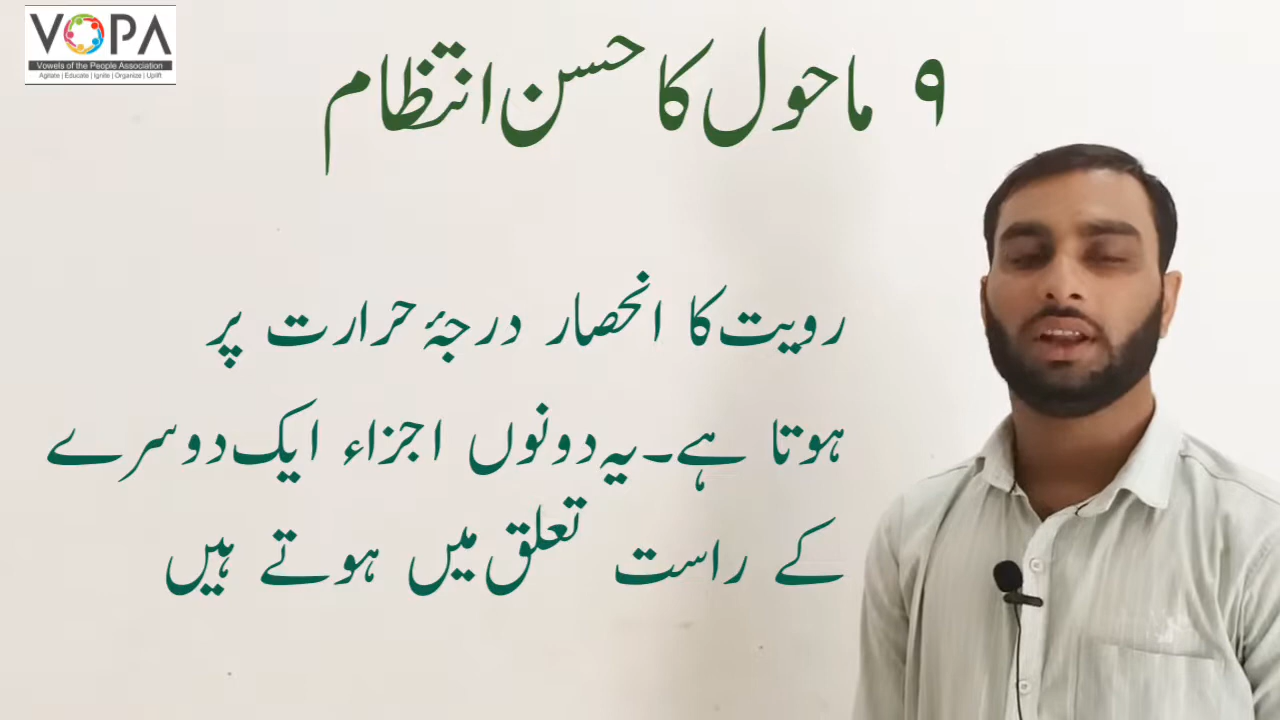 VOPA
Vowels of the People Association
Agitate | Educate | Ignite | Organize | Uplift
۹ ماحول کا حسن انتظام
رویت کا انحصار درجۂ حرارت پر
ہوتا ہے۔ یہ دونوں اجزاء ایک دوسرے
کے راست تعلق میں ہوتے ہیں